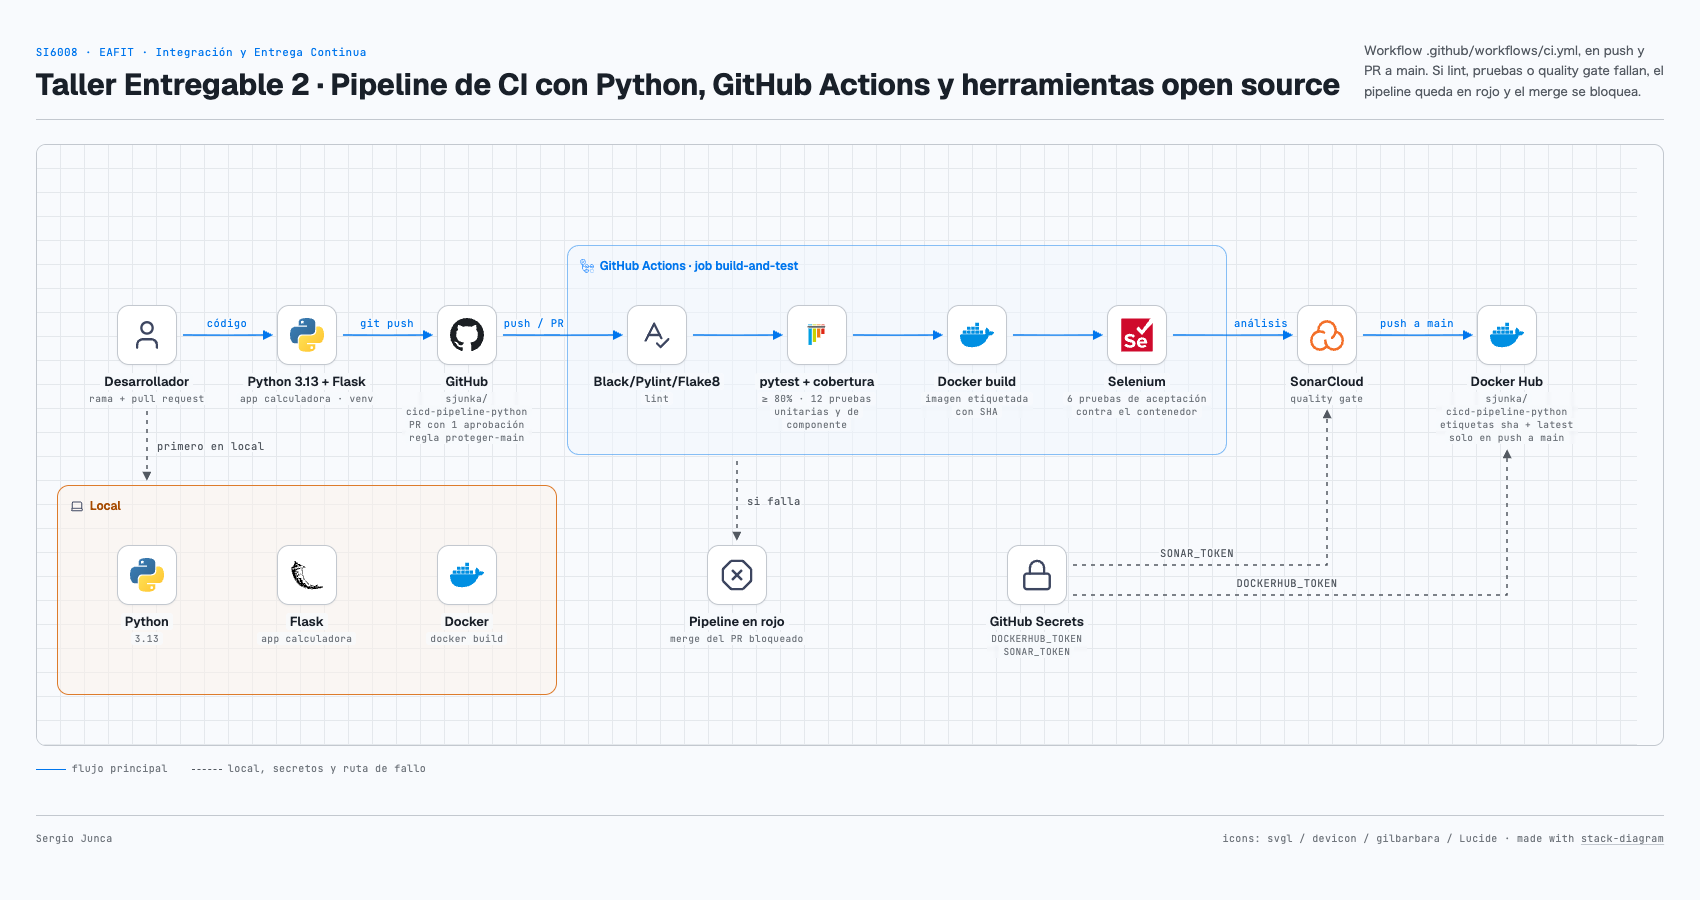 SI6008 · EAFIT · Integración y Entrega Continua
Taller Entregable 2 · Pipeline de CI con Python, GitHub Actions y herramientas open source
Workflow .github/workflows/ci.yml, en push y
PR a main. Si lint, pruebas o quality gate fallan, el
pipeline queda en rojo y el merge se bloquea.
GitHub Actions · job build-and-test
código
git push
push / PR
análisis
push a main
Se
Desarrollador
rama + pull request
Python 3.13 + Flask
app calculadora · venv
GitHub
sjunka/
cicd-pipeline-python
PR con 1 aprobación
regla proteger-main
Black/Pylint/Flake8
lint
pytest + cobertura
≥ 80% · 12 pruebas
unitarias y de
componente
Docker build
imagen etiquetada
con SHA
Selenium
6 pruebas de aceptación
contra el contenedor
SonarCloud
quality gate
Docker Hub
sjunka/
cicd-pipeline-python
etiquetas sha + latest
solo en push a main
primero en local
si falla
Local
Python
3.13
Flask
app calculadora
Docker
docker build
Pipeline en rojo
merge del PR bloqueado
GitHub Secrets
DOCKERHUB_TOKEN
SONAR_TOKEN
SONAR_TOKEN
DOCKERHUB_TOKEN
flujo principal
local, secretos y ruta de fallo
Sergio Junca
icons: svgl / devicon / gilbarbara / Lucide · made with stack-diagram